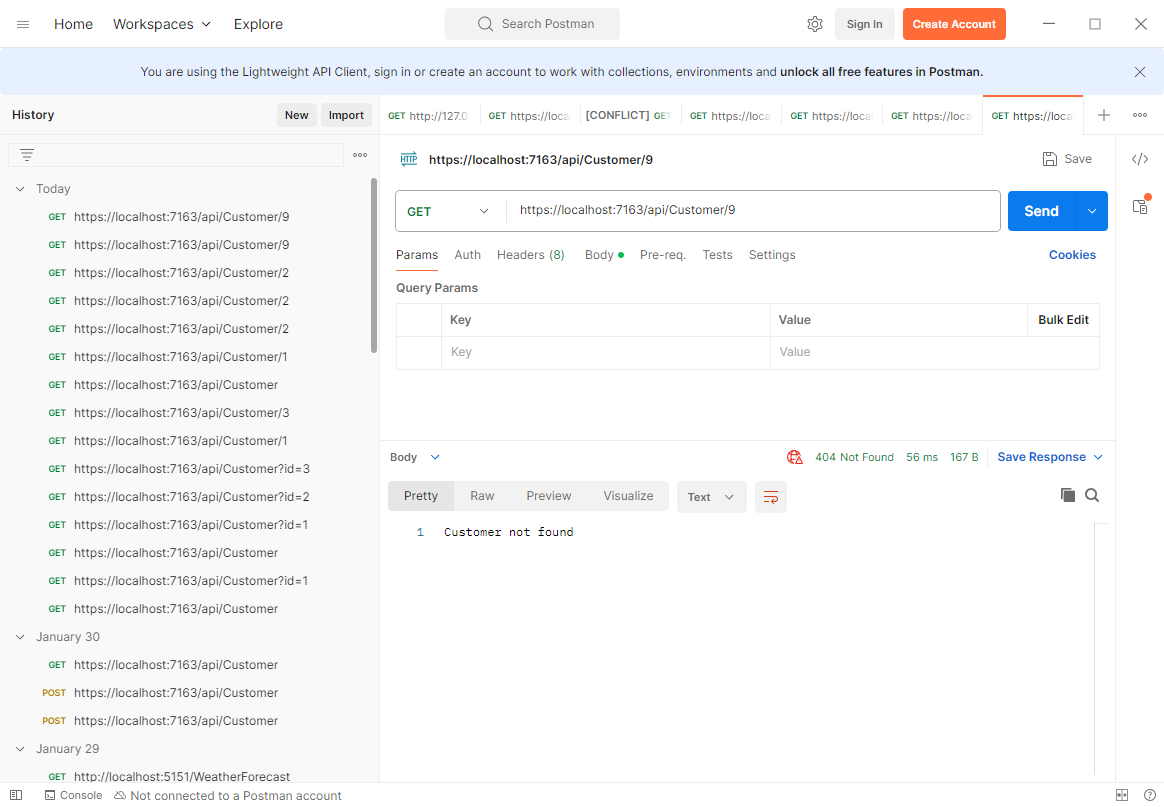 Home Workspaces Explore Search Postman Sign In Create Account
You are using the Lightweight API Client, sign in or create an account to work with collections, environments and unlock all free features in Postman.
History New Import
Today
GET https://localhost:7163/api/Customer/9
GET https://localhost:7163/api/Customer/9
GET https://localhost:7163/api/Customer/2
GET https://localhost:7163/api/Customer/2
GET https://localhost:7163/api/Customer/2
GET https://localhost:7163/api/Customer/1
GET https://localhost:7163/api/Customer
GET https://localhost:7163/api/Customer/3
GET https://localhost:7163/api/Customer/1
GET https://localhost:7163/api/Customer?id=3
GET https://localhost:7163/api/Customer?id=2
GET https://localhost:7163/api/Customer?id=1
GET https://localhost:7163/api/Customer
GET https://localhost:7163/api/Customer?id=1
GET https://localhost:7163/api/Customer
January 30
GET https://localhost:7163/api/Customer
POST https://localhost:7163/api/Customer
POST https://localhost:7163/api/Customer
January 29
GET http://localhost:5151/WeatherForecast
GET http://127.0 GET https://loca [CONFLICT] GET GET https://loca GET https://loca GET https://loca GET https://loca
HTTP https://localhost:7163/api/Customer/9 Save
GET https://localhost:7163/api/Customer/9 Send
Params Auth Headers (8) Body Pre-req. Tests Settings Cookies
Query Params
Key Value Bulk Edit
Key Value
Body 404 Not Found 56 ms 167 B Save Response
Pretty Raw Preview Visualize Text
1 Customer not found
Console Not connected to a Postman account